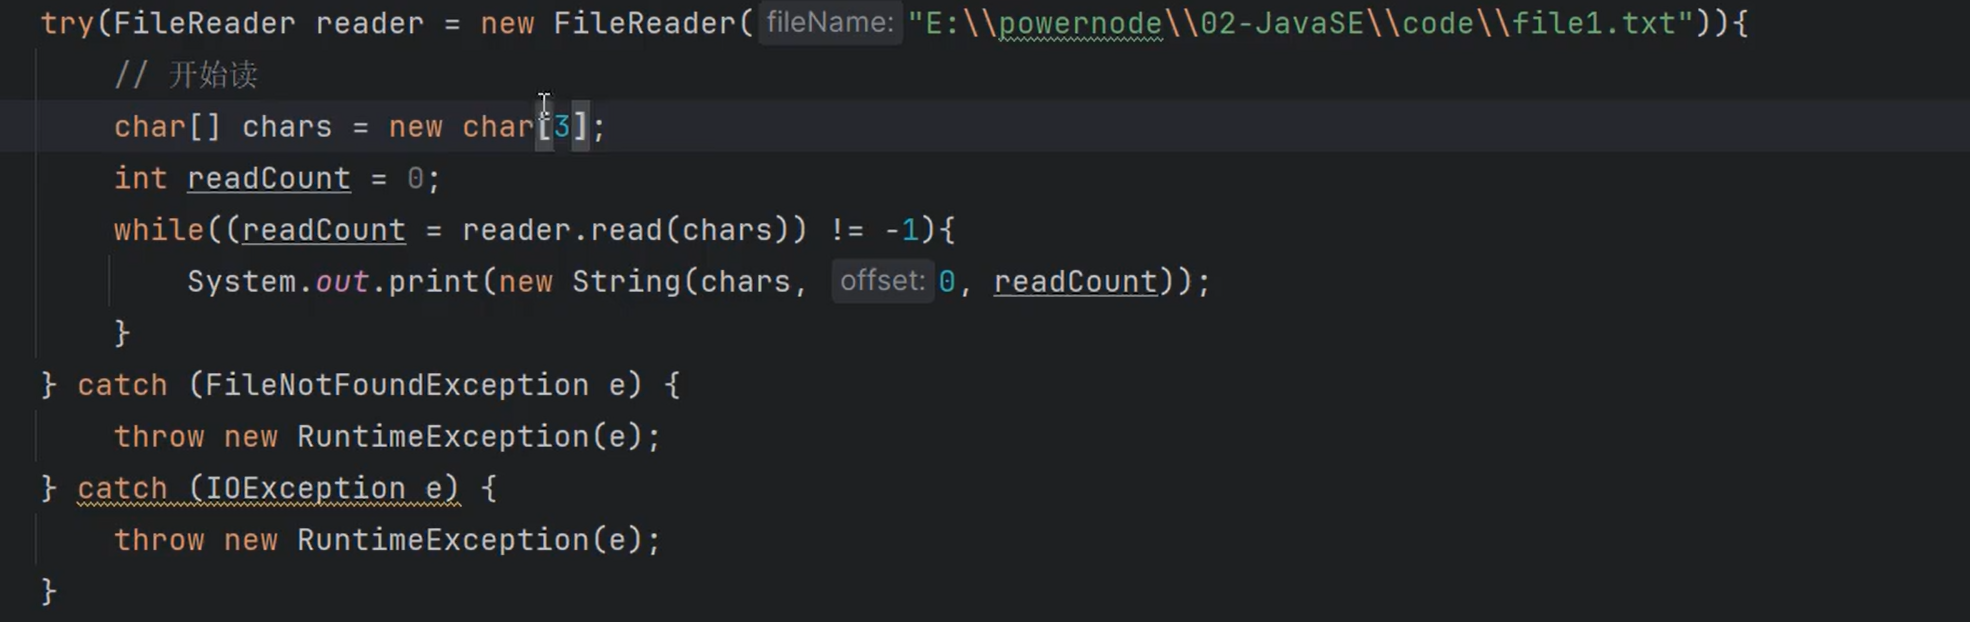 try(FileReader reader = new FileReader( fileName: "E:\\powernode\\02-JavaSE\\code\\file1.txt")){
// 开始读
char[] chars = new char[3];
int readCount = 0;
while((readCount = reader.read(chars)) != -1){
System.out.print(new String(chars, offset: 0, readCount));
}
} catch (FileNotFoundException e) {
throw new RuntimeException(e);
} catch (IOException e) {
throw new RuntimeException(e);
}